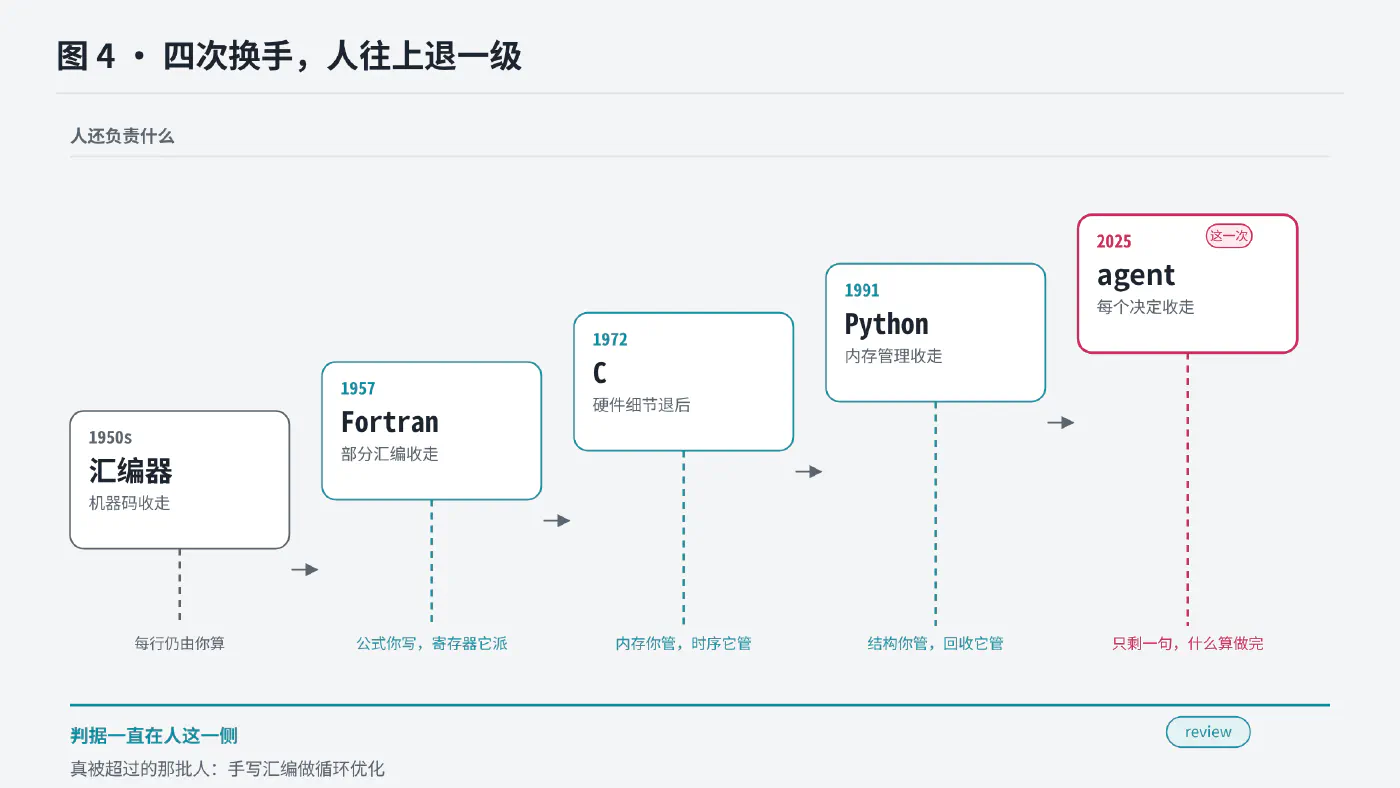 图 4 · 四次换手，人往上退一级
人还负责什么
1950s
汇编器
机器码收走
每行仍由你算
1957
Fortran
部分汇编收走
公式你写，寄存器它派
1972
C
硬件细节退后
内存你管，时序它管
1991
Python
内存管理收走
结构你管，回收它管
2025
这一次
agent
每个决定收走
只剩一句，什么算做完
判据一直在人这一侧
review
真被超过的那批人：手写汇编做循环优化